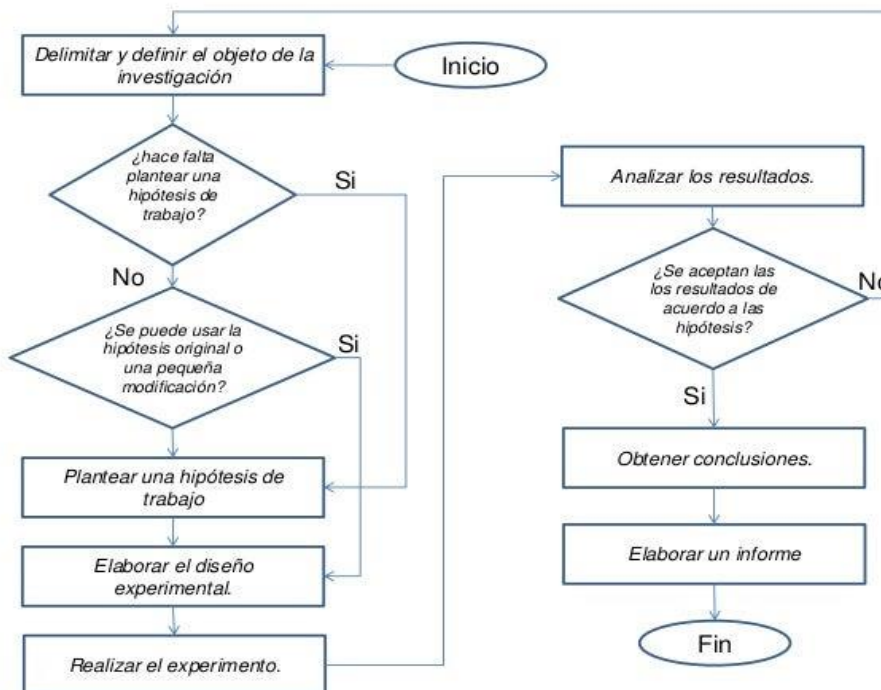 Delimitar y definir el objeto de la
investigación
Inicio
¿hace falta
plantear una
hipótesis de
trabajo?
Si
No
¿Se puede usar la
hipótesis original o
una pequeña
modificación?
Si
Plantear una hipótesis de
trabajo
Elaborar el diseño
experimental.
Realizar el experimento.
Analizar los resultados.
¿Se aceptan las
los resultados de
acuerdo a las
hipótesis?
No
Si
Obtener conclusiones.
Elaborar un informe
Fin